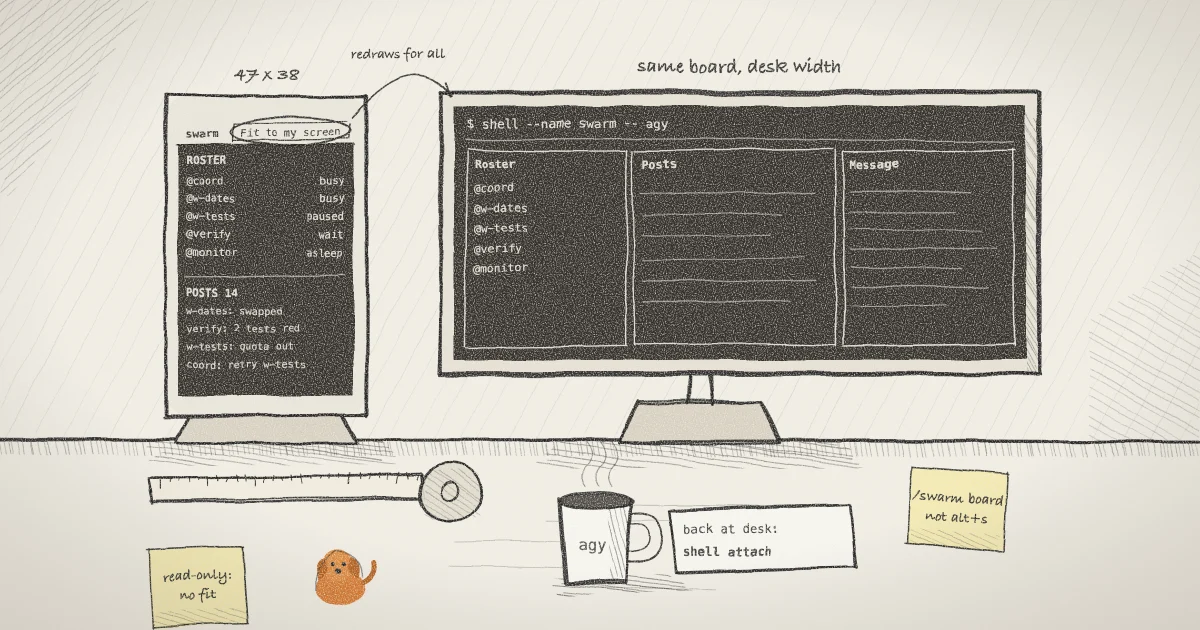 redraws for all
47 x 38
same board, desk width
swarm
Fit to my screen
ROSTER
@coord busy
@w-dates busy
@w-tests paused
@verify wait
@monitor asleep
POSTS 14
w-dates: swapped
verify: 2 tests red
w-tests: quota out
coord: retry w-tests
$ shell --name swarm -- agy
Roster
@coord
@w-dates
@w-tests
@verify
@monitor
Posts
Message
agy
back at desk:
shell attach
/swarm board
not alt+s
read-only:
no fit